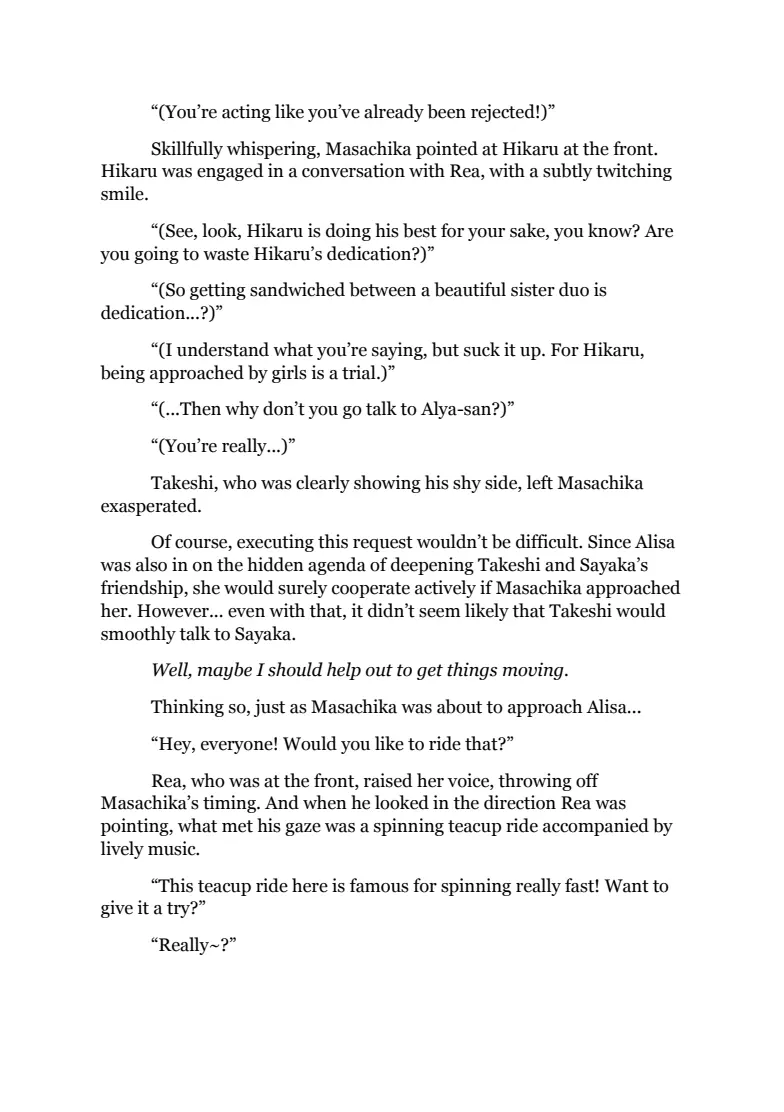 “(You’re acting like you’ve already been rejected!)”
Skillfully whispering, Masachika pointed at Hikaru at the front.
Hikaru was engaged in a conversation with Rea, with a subtly twitching
smile.
“(See, look, Hikaru is doing his best for your sake, you know? Are
you going to waste Hikaru’s dedication?)”
“(So getting sandwiched between a beautiful sister duo is
dedication...?)”
“(I understand what you’re saying, but suck it up. For Hikaru,
being approached by girls is a trial.)”
“(...Then why don’t you go talk to Alya-san?)”
“(You’re really...)”
Takeshi, who was clearly showing his shy side, left Masachika
exasperated.
Of course, executing this request wouldn’t be difficult. Since Alisa
was also in on the hidden agenda of deepening Takeshi and Sayaka’s
friendship, she would surely cooperate actively if Masachika approached
her. However... even with that, it didn’t seem likely that Takeshi would
smoothly talk to Sayaka.
Well, maybe I should help out to get things moving.
Thinking so, just as Masachika was about to approach Alisa...
“Hey, everyone! Would you like to ride that?”
Rea, who was at the front, raised her voice, throwing off
Masachika’s timing. And when he looked in the direction Rea was
pointing, what met his gaze was a spinning teacup ride accompanied by
lively music.
“This teacup ride here is famous for spinning really fast! Want to
give it a try?”
“Really~?”